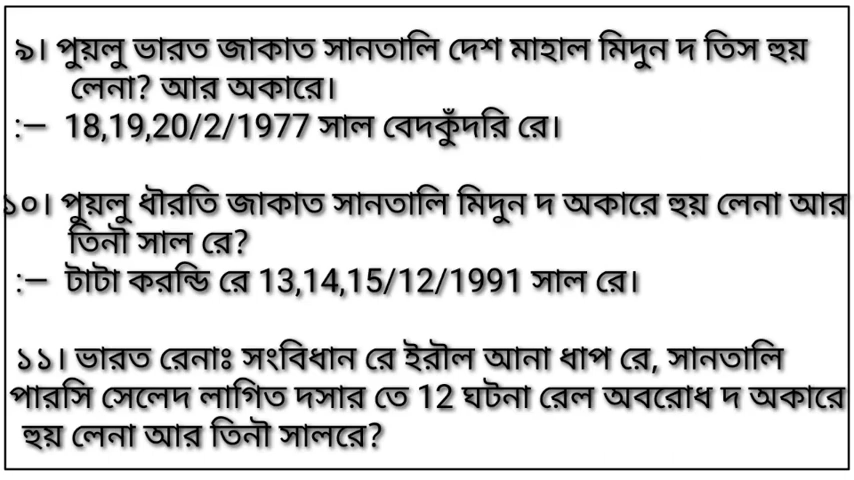 ৯। পুয়লু ভারত জাকাত সানতালি দেশ মাহাল মিদুন দ তিস হুয়
লেনা? আর অকারে।
:— 18,19,20/2/1977 সাল বেদকুঁদরি রে।
১০। পুয়লু ধৗরতি জাকাত সানতালি মিদুন দ অকারে হুয় লেনা আর
তিনৗ সাল রে?
:— টাটা করন্ডি রে 13,14,15/12/1991 সাল রে।
১১। ভারত রেনাঃ সংবিধান রে ইরৗল আনা ধাপ রে, সানতালি
পারসি সেলেদ লাগিত দসার তে 12 ঘটনা রেল অবরোধ দ অকারে
হুয় লেনা আর তিনৗ সালরে?